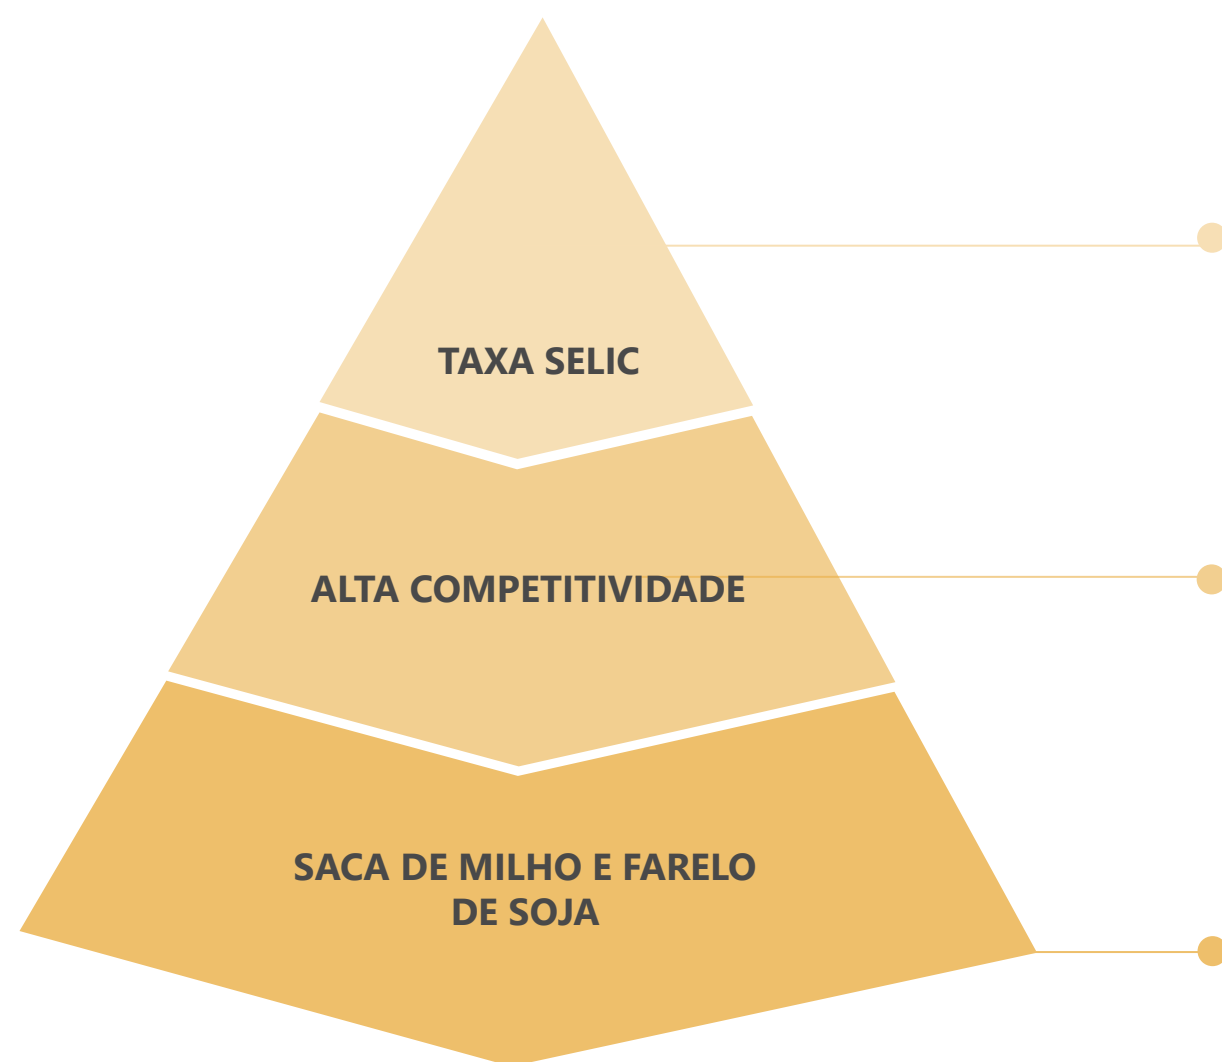 TAXA SELIC
ALTA COMPETITIVIDADE
SACA DE MILHO E FARELO
DE SOJA